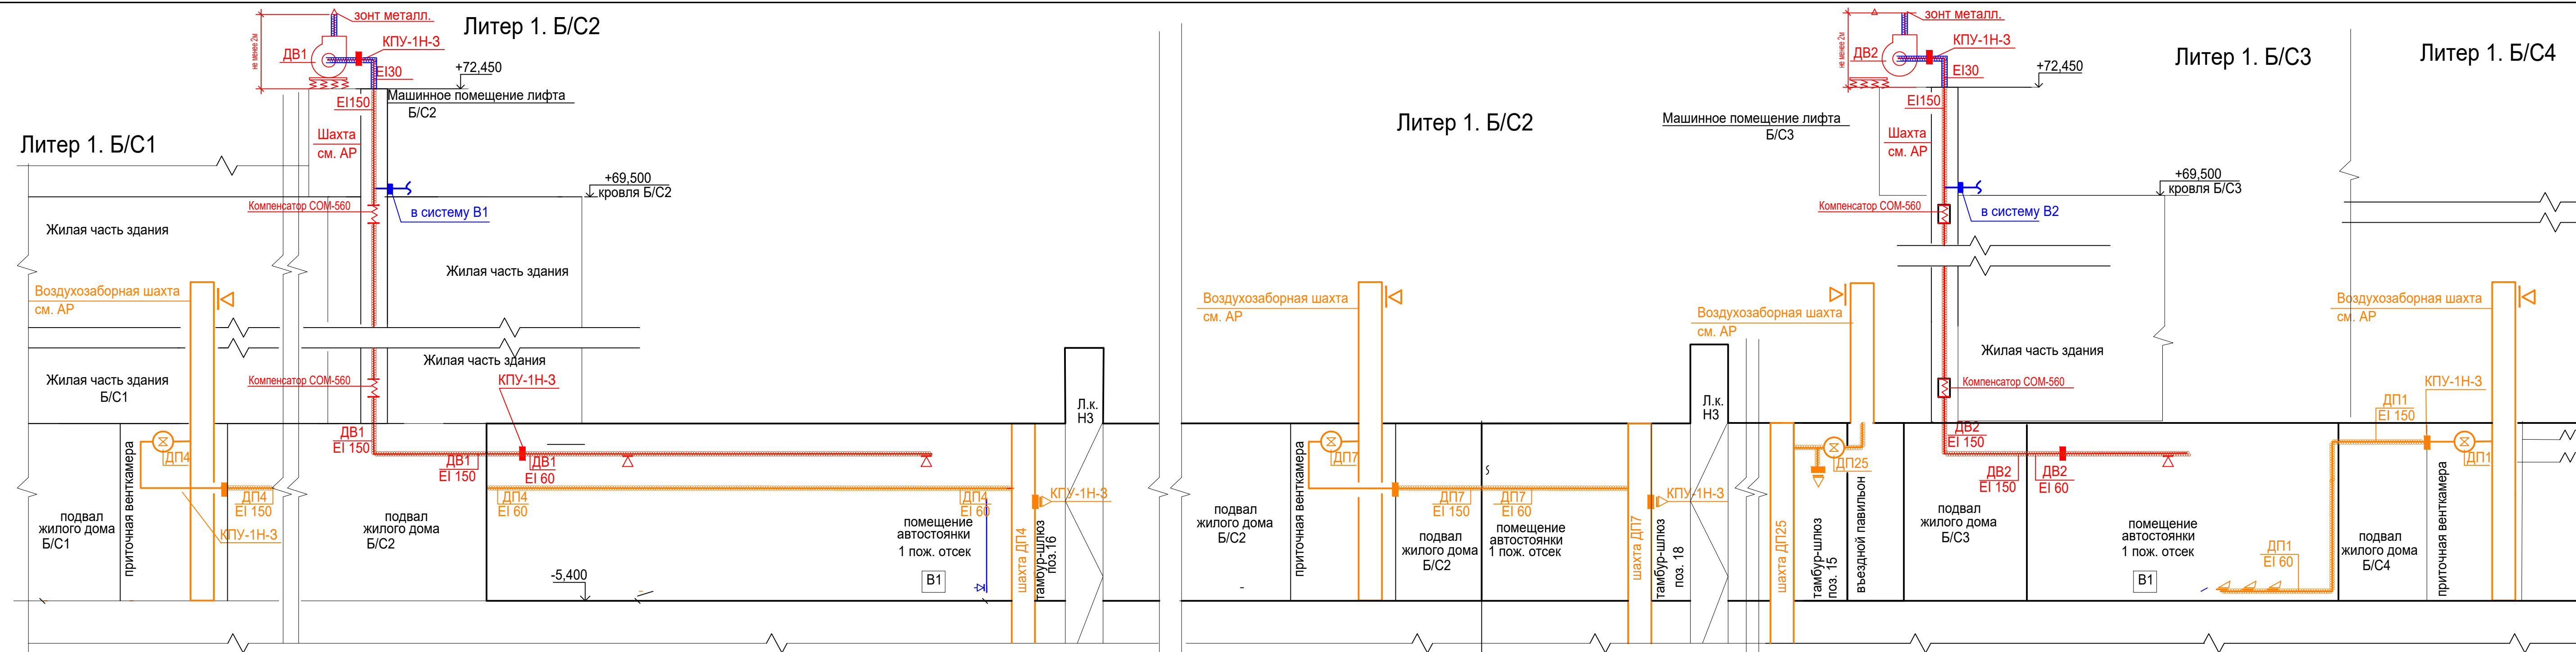 Литер 1. Б/С1
Жилая часть здания
Воздухозаборная шахта
см. АР
Жилая часть здания
Б/С1
ДП4
приточная венткамера
подвал
жилого дома
Б/С1
ДП4
EI 150
КПУ-1Н-3
не менее 2м
зонт металл.
ДВ1
КПУ-1Н-3
EI30
Литер 1. Б/С2
+72,450
Машинное помещение лифта
Б/С2
EI150
Шахта
см. АР
+69,500
кровля Б/С2
Компенсатор СОМ-560
в систему В1
Жилая часть здания
Жилая часть здания
Компенсатор СОМ-560
КПУ-1Н-3
ДВ1
EI 150
ДВ1
EI 150
ДВ1
EI 60
ДП4
EI 60
ДП4
EI 60
подвал
жилого дома
Б/С2
-5,400
помещение
автостоянки
1 пож. отсек
В1
шахта ДП4
тамбур-шлюз
поз.16
КПУ-1Н-3
Л.к.
Н3
Литер 1. Б/С2
Воздухозаборная шахта
см. АР
ДП7
приточная венткамера
подвал
жилого дома
Б/С2
ДП7
EI 150
ДП7
EI 60
подвал
жилого дома
Б/С2
помещение
автостоянки
1 пож. отсек
шахта ДП7
тамбур-шлюз
поз. 18
КПУ-1Н-3
Л.к.
Н3
Воздухозаборная шахта
см. АР
ДП25
шахта ДП25
тамбур-шлюз
поз. 15
въездной павильон
Машинное помещение лифта
Б/С3
не менее 2м
зонт металл.
ДВ2
КПУ-1Н-3
EI30
+72,450
Литер 1. Б/С3
EI150
Шахта
см. АР
+69,500
кровля Б/С3
Компенсатор СОМ-560
в систему В2
Жилая часть здания
Компенсатор СОМ-560
ДВ2
EI 150
ДВ2
EI 150
ДВ2
EI 60
подвал
жилого дома
Б/С3
помещение
автостоянки
1 пож. отсек
В1
ДП1
EI 60
Литер 1. Б/С4
Воздухозаборная шахта
см. АР
КПУ-1Н-3
ДП1
EI 150
ДП1
подвал
жилого дома
Б/С4
приточная венткамера